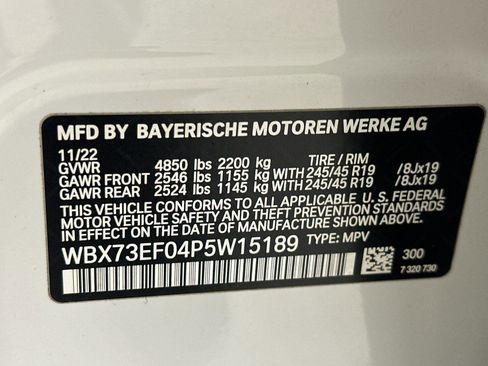 MFD BY BAYERISCHE MOTOREN WERKE AG
11/22
GVWR 4850 lbs 2200 kg TIRE / RIM
GAWR FRONT 2546 lbs 1155 kg WITH 245/45 R19 /8Jx19
GAWR REAR 2524 lbs 1145 kg WITH 245/45 R19 /8Jx19
THIS VEHICLE CONFORMS TO ALL APPLICABLE U.S. FEDERAL
MOTOR VEHICLE SAFETY AND THEFT PREVENTION STANDARDS
IN EFFECT ON THE DATE OF MANUFACTURE SHOWN ABOVE.
WBX73EF04P5W15189 TYPE: MPV
300
7 320 730